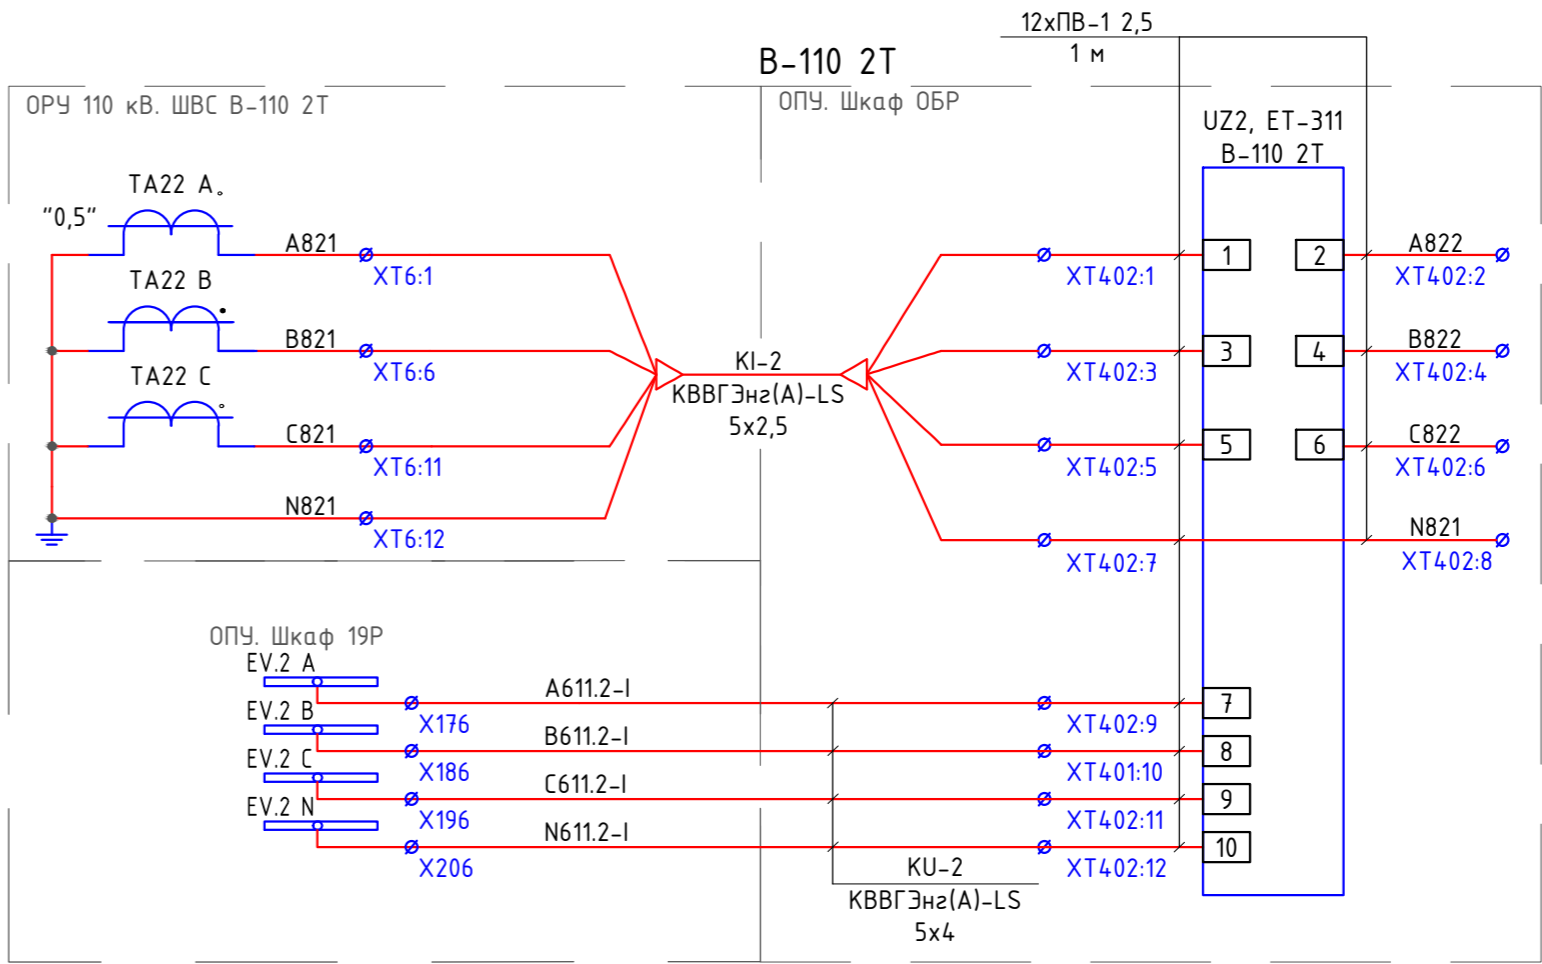 12хПВ-1 2,5
1 м
В-110 2Т
ОРУ 110 кВ. ШВС В-110 2Т
ОПУ. Шкаф ОБР
UZ2, ET-311
В-110 2Т
"0,5"
ТА22 А
А821
ХТ6:1
ТА22 В
В821
ХТ6:6
ТА22 С
С821
ХТ6:11
N821
ХТ6:12
KI-2
КВВГЭнг(А)-LS
5х2,5
ХТ402:1
1
2
А822
ХТ402:2
ХТ402:3
3
4
В822
ХТ402:4
ХТ402:5
5
6
С822
ХТ402:6
ХТ402:7
N821
ХТ402:8
ОПУ. Шкаф 19Р
EV.2 A
А611.2-I
Х176
ХТ402:9
7
EV.2 B
В611.2-I
Х186
ХТ401:10
8
EV.2 C
С611.2-I
Х196
ХТ402:11
9
EV.2 N
N611.2-I
Х206
ХТ402:12
10
KU-2
КВВГЭнг(А)-LS
5х4